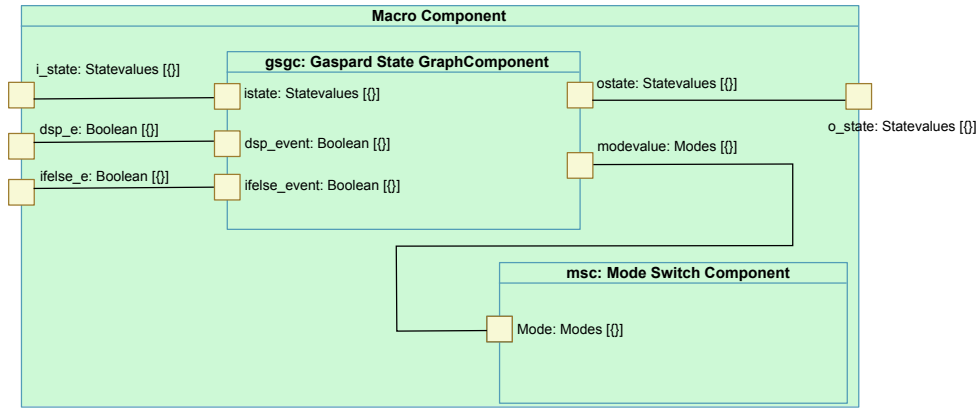 Macro Component
i_state: Statevalues [{}]
gsgc: Gaspard State GraphComponent
istate: Statevalues [{}]
ostate: Statevalues [{}]
dsp_e: Boolean [{}]
o_state: Statevalues [{}]
dsp_event: Boolean [{}]
modevalue: Modes [{}]
ifelse_e: Boolean [{}]
ifelse_event: Boolean [{}]
msc: Mode Switch Component
Mode: Modes [{}]